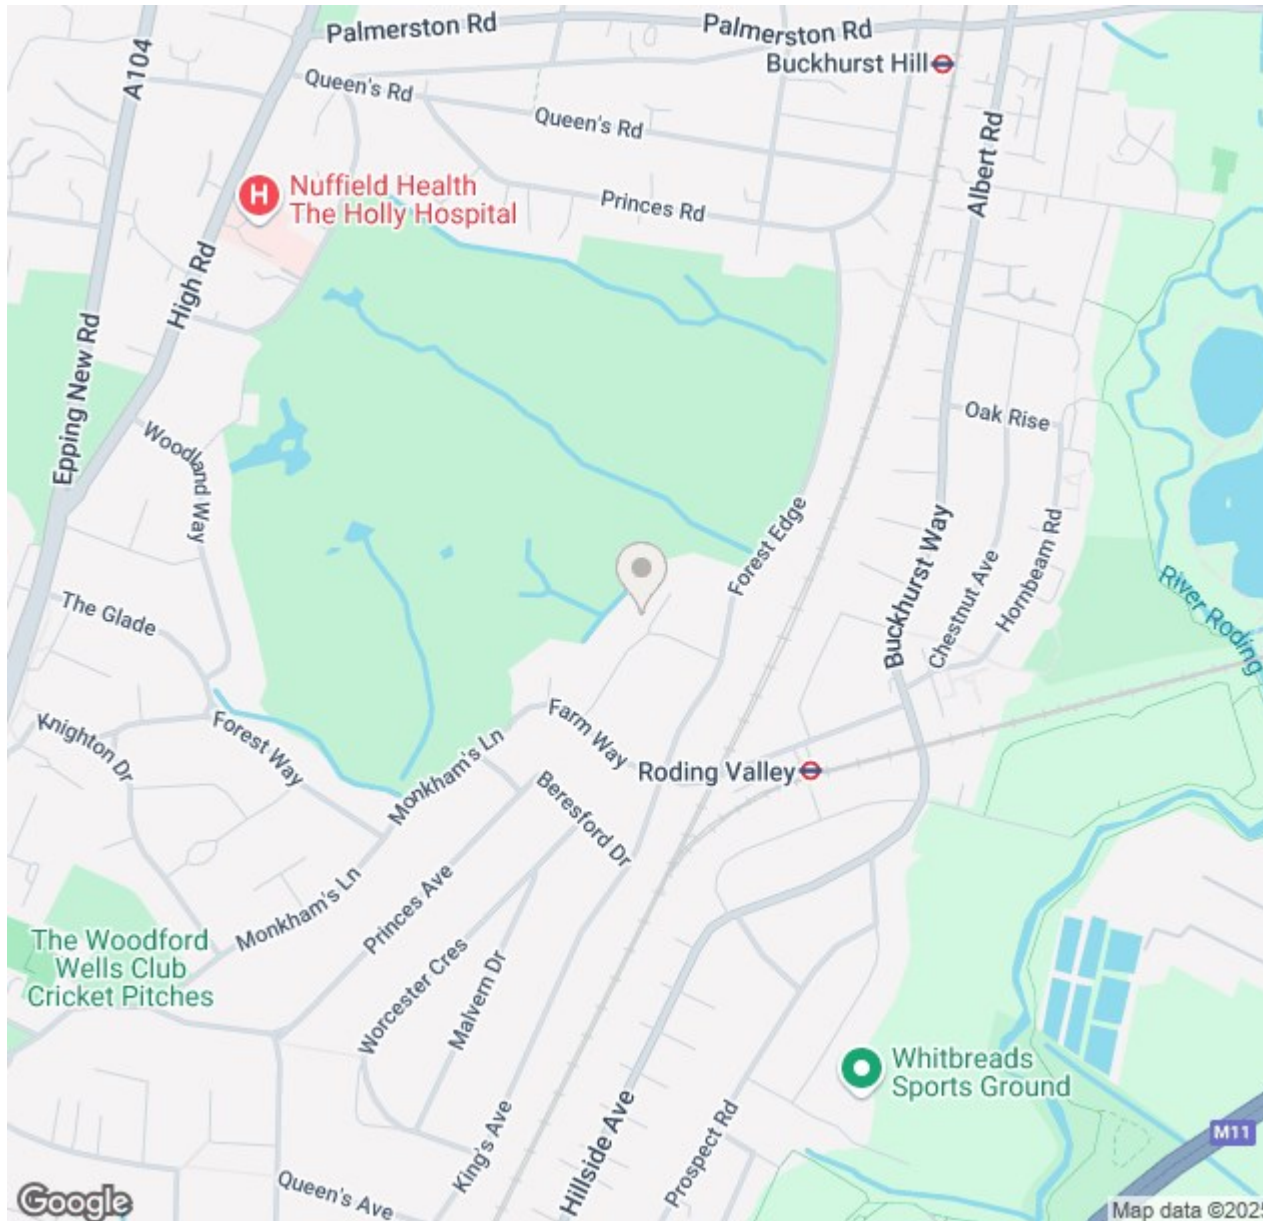 Palmerston Rd
Palmerston Rd
Buckhurst Hill
A104
Queen's Rd
Queen's Rd
Albert Rd
H
Nuffield Health
The Holly Hospital
Princes Rd
High Rd
Epping New Rd
Woodland Way
Oak Rise
Forest Edge
Buckhurst Way
Chestnut Ave
Hornbeam Rd
River Roding
The Glade
Knighton Dr
Forest Way
Monkham's Ln
Farm Way
Roding Valley
Beresford Dr
Monkham's Ln
Princes Ave
The Woodford
Wells Club
Cricket Pitches
Worcester Cres
Malvern Dr
Whitbreads
Sports Ground
King's Ave
Hillside Ave
Prospect Rd
M11
Queen's Ave
Google
Map data ©2025